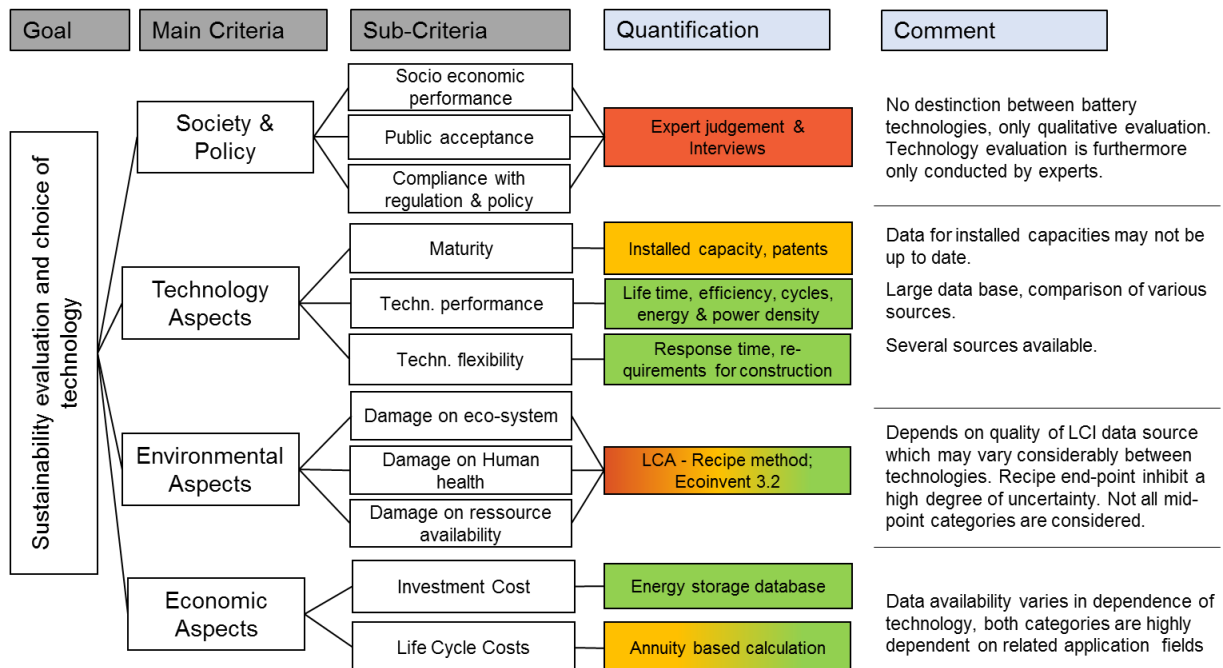 Goal
Main Criteria
Sub-Criteria
Quantification
Comment
Sustainability evaluation and choice of
technology
Society &
Policy
Socio economic
performance
Public acceptance
Compliance with
regulation & policy
Expert judgement &
Interviews
No destinction between battery
technologies, only qualitative evaluation.
Technology evaluation is furthermore
only conducted by experts.
Technology
Aspects
Maturity
Installed capacity, patents
Data for installed capacities may not be
up to date.
Techn. performance
Life time, efficiency, cycles,
energy & power density
Large data base, comparison of various
sources.
Techn. flexibility
Response time, re-
quirements for construction
Several sources available.
Environmental
Aspects
Damage on eco-system
Damage on Human
health
Damage on ressource
availability
LCA - Recipe method;
Ecoinvent 3.2
Depends on quality of LCI data source
which may vary considerably between
technologies. Recipe end-point inhibit a
high degree of uncertainty. Not all mid-
point categories are considered.
Economic
Aspects
Investment Cost
Energy storage database
Life Cycle Costs
Annuity based calculation
Data availability varies in dependence of
technology, both categories are highly
dependent on related application fields